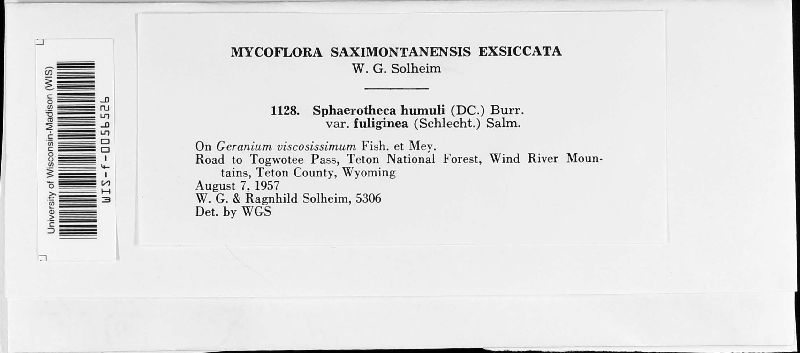 MYCOFLORA SAXIMONTANENSIS EXSICCATA
W. G. Solheim
1128. Sphaerotheca humuli (DC.) Burr.
var. fuliginea (Schlecht.) Salm.
On Geranium viscosissimum Fish. et Mey.
Road to Togwotee Pass, Teton National Forest, Wind River Moun-
tains, Teton County, Wyoming
August 7, 1957
W. G. & Ragnhild Solheim, 5306
Det. by WGS
University of Wisconsin-Madison (WIS)
WIS-f-0056526